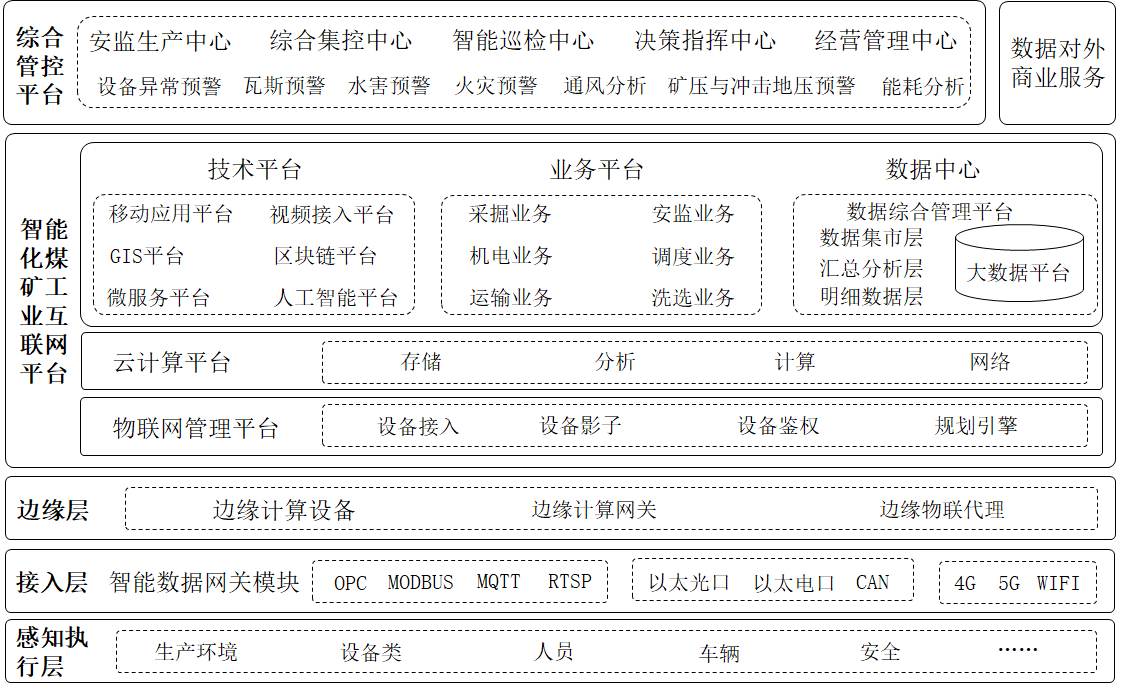 综合管控平台
安监生产中心 综合集控中心 智能巡检中心 决策指挥中心 经营管理中心
设备异常预警 瓦斯预警 水害预警 火灾预警 通风分析 矿压与冲击地压预警 能耗分析
数据对外
商业服务
智能化煤矿工业互联网平台
技术平台
移动应用平台 视频接入平台
GIS平台 区块链平台
微服务平台 人工智能平台
业务平台
采掘业务 安监业务
机电业务 调度业务
运输业务 洗选业务
数据中心
数据综合管理平台
数据集市层
汇总分析层
明细数据层
大数据平台
云计算平台 存储 分析 计算 网络
物联网管理平台 设备接入 设备影子 设备鉴权 规划引擎
边缘层 边缘计算设备 边缘计算网关 边缘物联代理
接入层 智能数据网关模块 OPC MODBUS MQTT RTSP 以太光口 以太电口 CAN 4G 5G WIFI
感知执行层 生产环境 设备类 人员 车辆 安全 ······